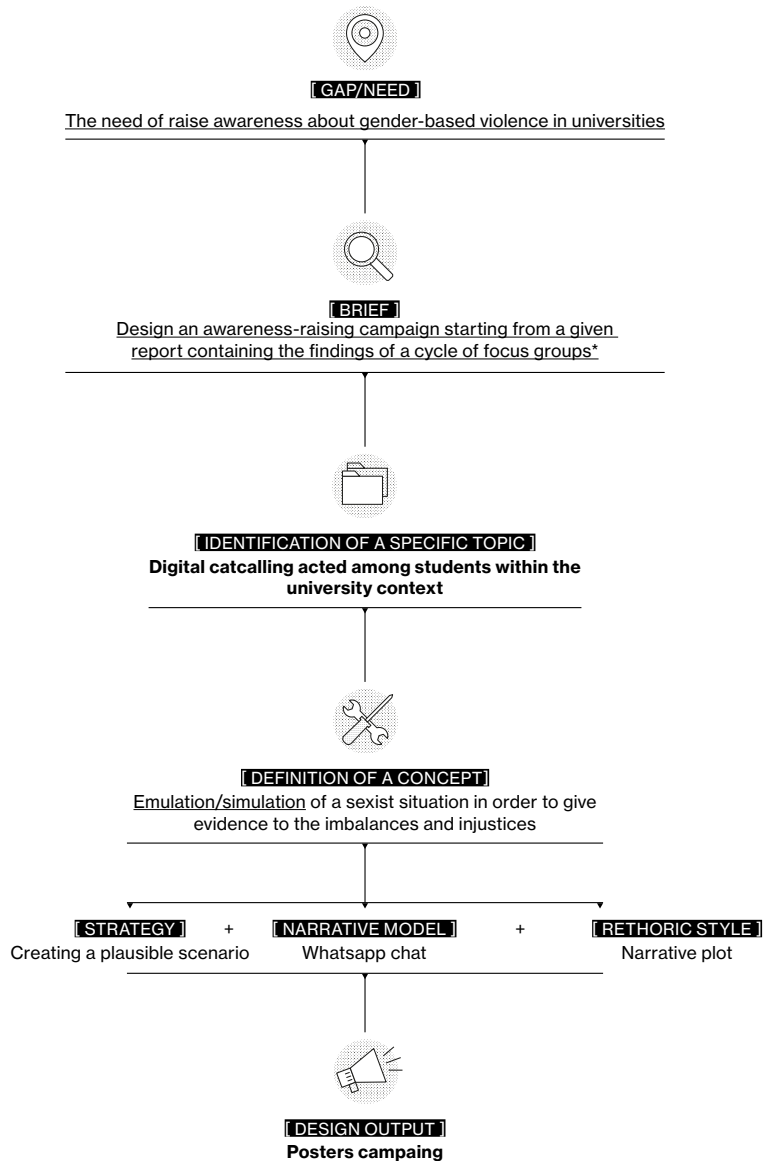 [ GAP/NEED ]
The need of raise awareness about gender-based violence in universities
[ BRIEF ]
Design an awareness-raising campaign starting from a given
report containing the findings of a cycle of focus groups*
[ IDENTIFICATION OF A SPECIFIC TOPIC ]
Digital catcalling acted among students within the
university context
[ DEFINITION OF A CONCEPT]
Emulation/simulation of a sexist situation in order to give
evidence to the imbalances and injustices
[ STRATEGY ] + [ NARRATIVE MODEL ] + [ RETHORIC STYLE ]
Creating a plausible scenario Whatsapp chat Narrative plot
[ DESIGN OUTPUT ]
Posters campaing